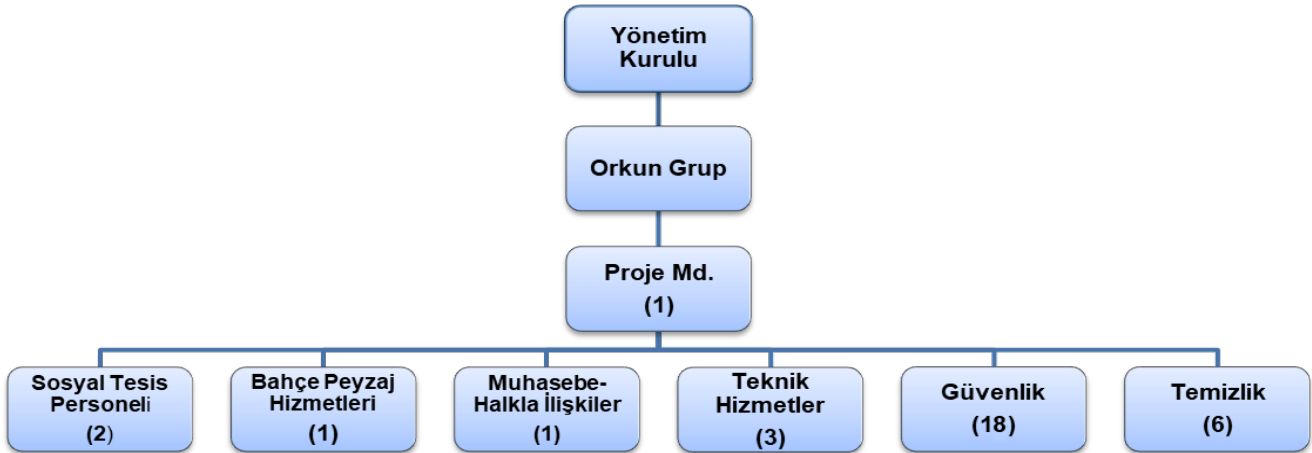 Yönetim
Kurulu
Orkun Grup
Proje Md.
(1)
Sosyal Tesis
Personeli
(2)
Bahçe Peyzaj
Hizmetleri
(1)
Muhasebe-
Halkla İlişkiler
(1)
Teknik
Hizmetler
(3)
Güvenlik
(18)
Temizlik
(6)